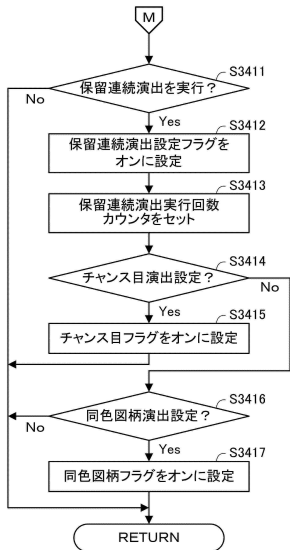 M
S3411
保留連続演出を実行？
No
Yes
S3412
保留連続演出設定フラグを
オンに設定
S3413
保留連続演出実行回数
カウンタをセット
S3414
チャンス目演出設定？
No
Yes
S3415
チャンス目フラグをオンに設定
S3416
同色図柄演出設定？
No
Yes
S3417
同色図柄フラグをオンに設定
RETURN